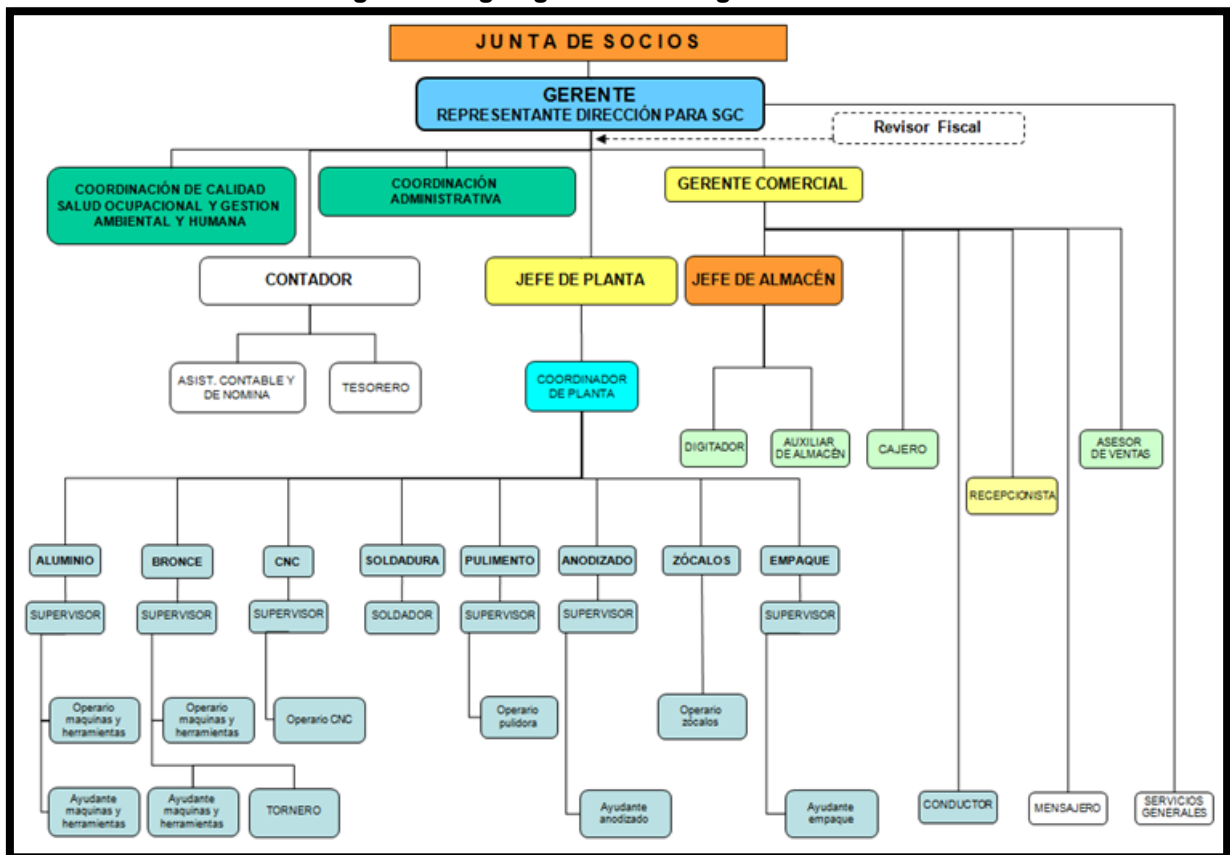 JUNTA DE SOCIOS
GERENTE
REPRESENTANTE DIRECCIÓN PARA SGC
Revisor Fiscal
COORDINACIÓN DE CALIDAD
SALUD OCUPACIONAL Y GESTION
AMBIENTAL Y HUMANA
COORDINACIÓN
ADMINISTRATIVA
GERENTE COMERCIAL
CONTADOR
JEFE DE PLANTA
JEFE DE ALMACÉN
ASIST. CONTABLE Y
DE NOMINA
TESORERO
COORDINADOR
DE PLANTA
DIGITADOR
AUXILIAR
DE ALMACÉN
CAJERO
ASESOR
DE VENTAS
RECEPCIONISTA
ALUMINIO
BRONCE
CNC
SOLDADURA
PULIMENTO
ANODIZADO
ZÓCALOS
EMPAQUE
SUPERVISOR
SUPERVISOR
SUPERVISOR
SOLDADOR
SUPERVISOR
SUPERVISOR
SUPERVISOR
Operario
maquinas y
herramientas
Operario
maquinas y
herramientas
Operario CNC
Operario
pulidora
Operario
zócalos
Ayudante
maquinas y
herramientas
Ayudante
maquinas y
herramientas
TORNERO
Ayudante
anodizado
Ayudante
empaque
CONDUCTOR
MENSAJERO
SERVICIOS
GENERALES